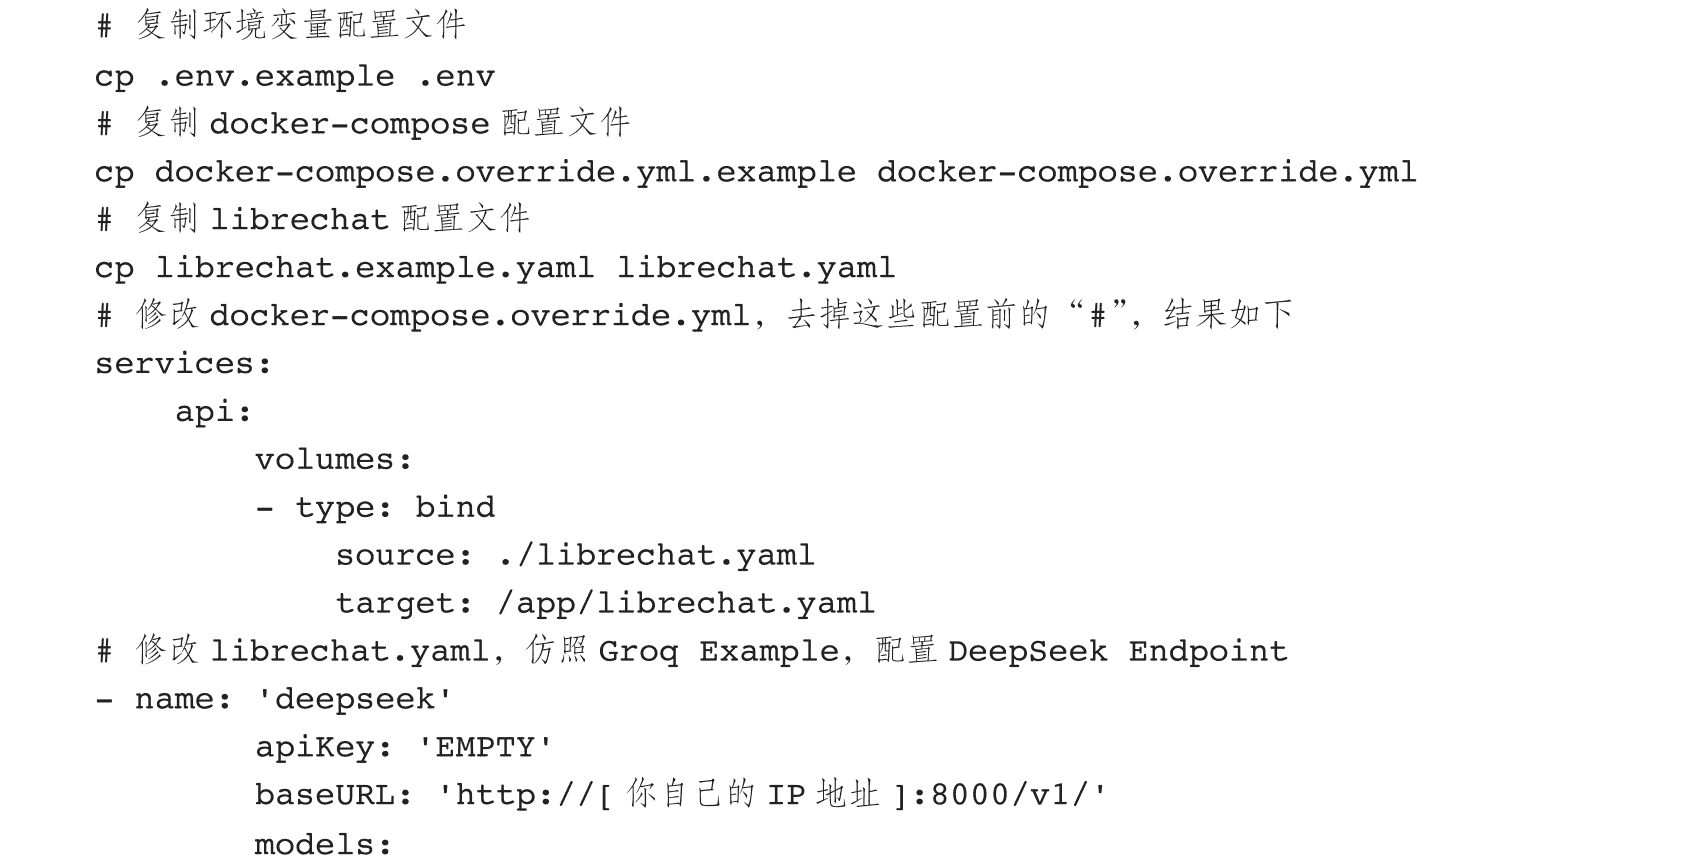 # 复制环境变量配置文件
cp .env.example .env
# 复制 docker-compose 配置文件
cp docker-compose.override.yml.example docker-compose.override.yml
# 复制 librechat 配置文件
cp librechat.example.yaml librechat.yaml
# 修改 docker-compose.override.yml，去掉这些配置前的“#”，结果如下
services:
    api:
        volumes:
        - type: bind
            source: ./librechat.yaml
            target: /app/librechat.yaml
# 修改 librechat.yaml，仿照 Groq Example，配置 DeepSeek Endpoint
- name: 'deepseek'
        apiKey: 'EMPTY'
        baseURL: 'http://[ 你自己的 IP 地址 ]:8000/v1/'
        models: